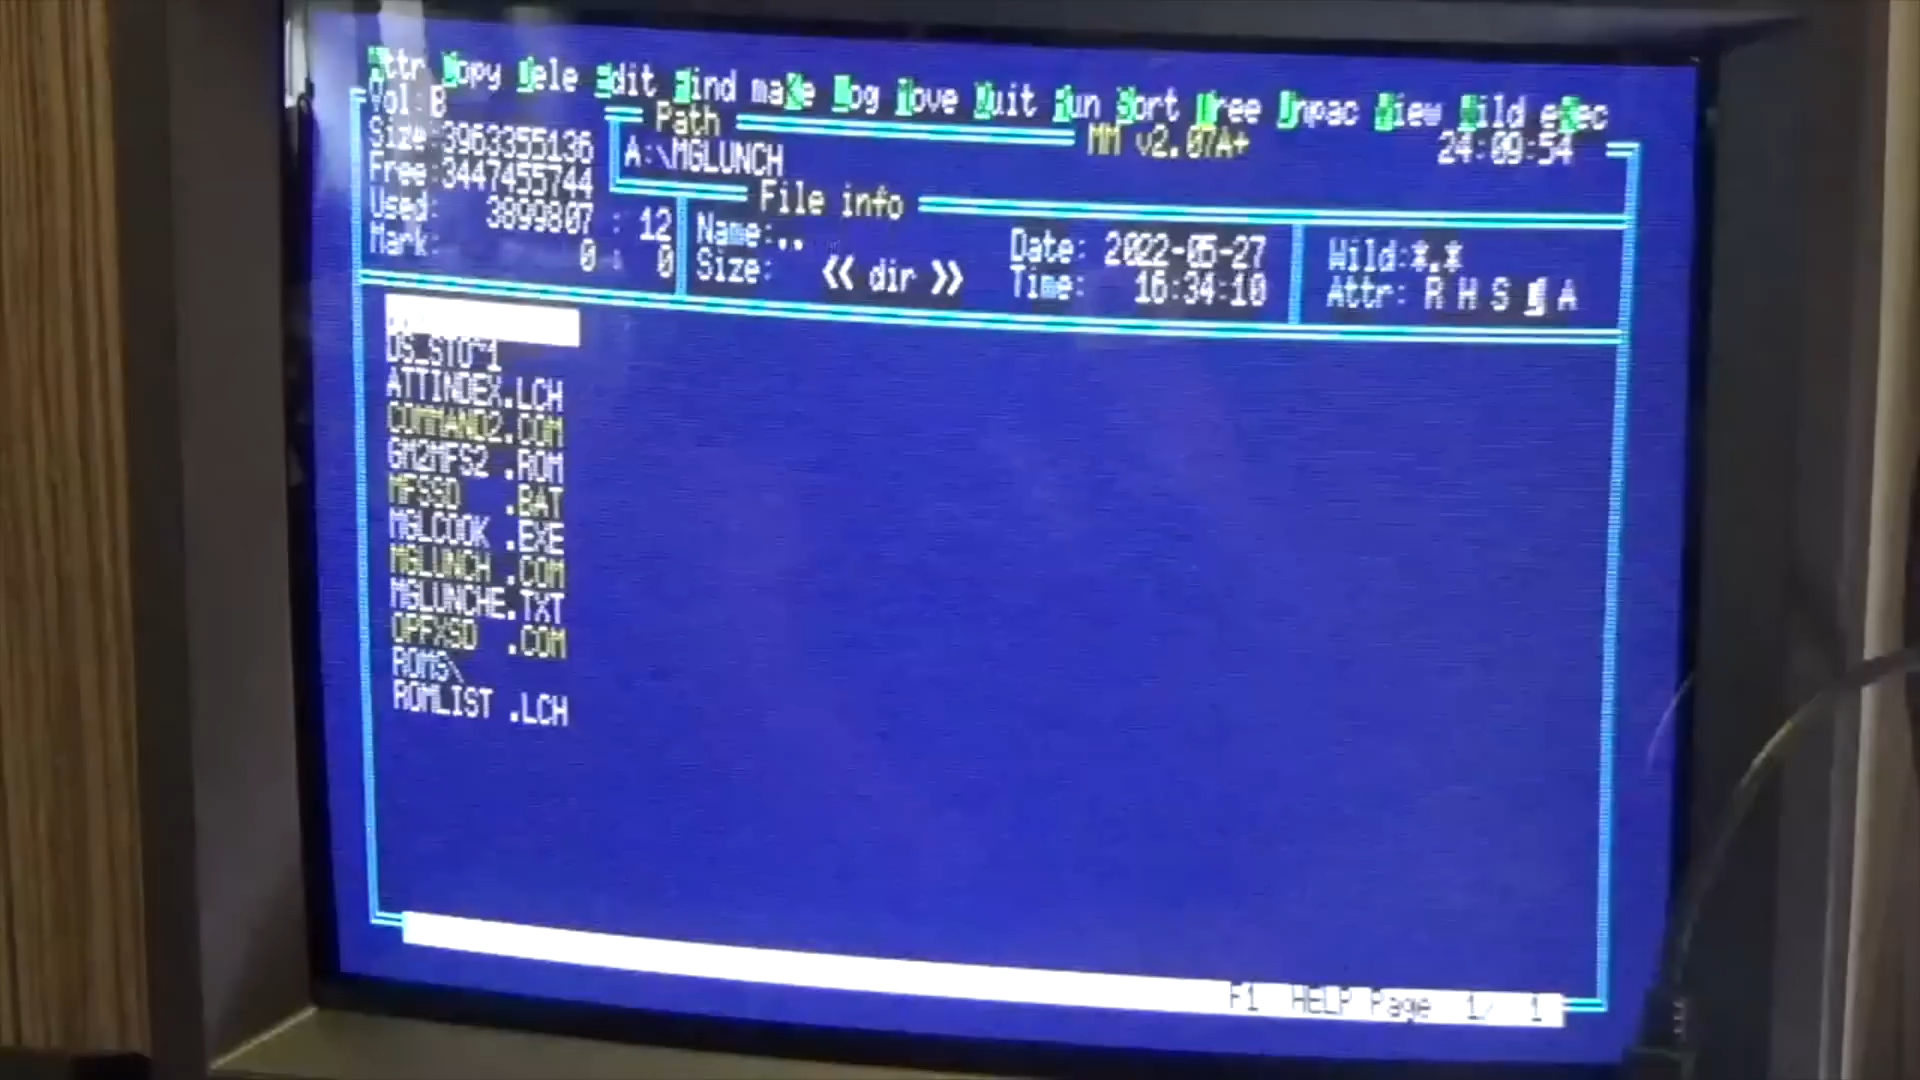 Attr Copy Dele Edit Find maKe Log Move Quit Run Sort Tree Unpac View Wild eXec
Vol:B
Path
MM v2.07A+
24:09:54
Size:3963355136
A:\MGLUNCH
Free:3447455744
File info
Used: 3899807 : 12
Name:..
Date: 2022-05-27
Wild:*.*
Mark: 0 : 0
Size: << dir >>
Time: 16:34:10
Attr: R H S A
DS_STO~1
ATTINDEX.LCH
COMMAND2.COM
GM2MFS2 .ROM
MFSSD .BAT
MGLCOOK .EXE
MGLUNCH .COM
MGLUNCHE.TXT
OPFXSD .COM
ROMS\
ROMLIST .LCH
F1 HELP Page 1/ 1